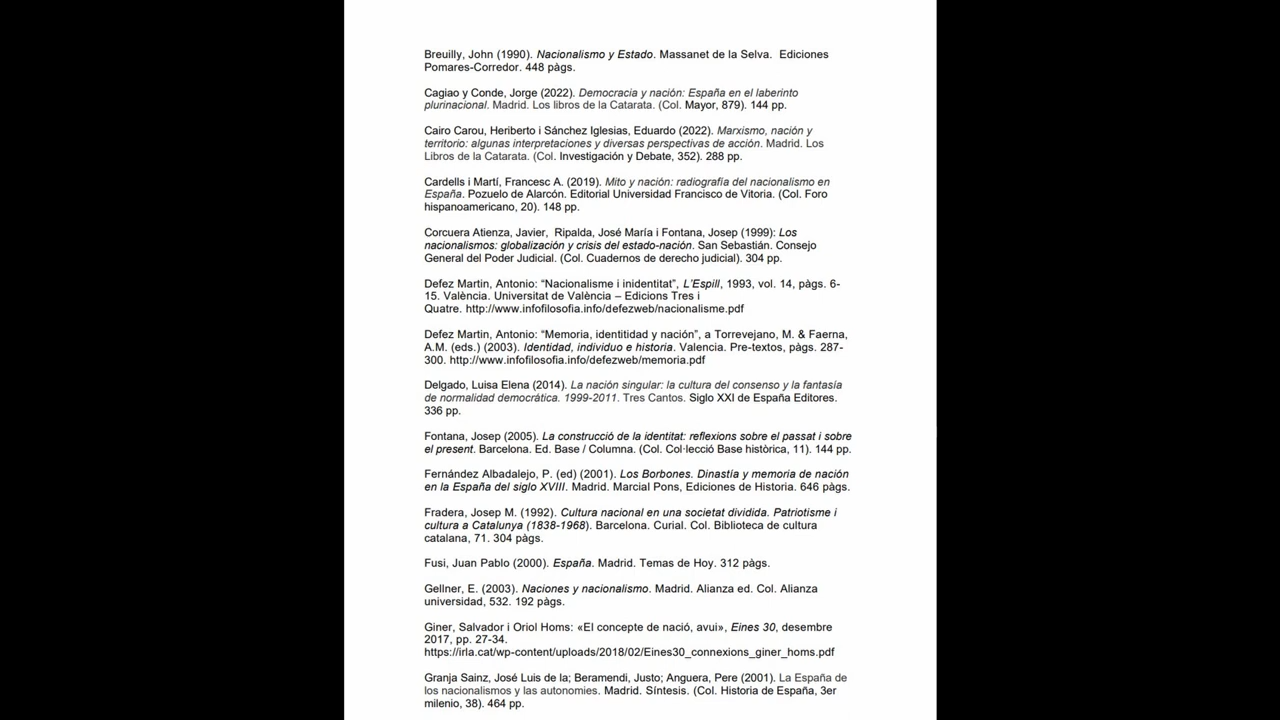 Breuilly, John (1990). Nacionalismo y Estado. Massanet de la Selva.  Ediciones
Pomares-Corredor. 448 pàgs.
Cagiao y Conde, Jorge (2022). Democracia y nación: España en el laberinto
plurinacional. Madrid. Los libros de la Catarata. (Col. Mayor, 879). 144 pp.
Cairo Carou, Heriberto i Sánchez Iglesias, Eduardo (2022). Marxismo, nación y
territorio: algunas interpretaciones y diversas perspectivas de acción. Madrid. Los
Libros de la Catarata. (Col. Investigación y Debate, 352). 288 pp.
Cardells i Martí, Francesc A. (2019). Mito y nación: radiografía del nacionalismo en
España. Pozuelo de Alarcón. Editorial Universidad Francisco de Vitoria. (Col. Foro
hispanoamericano, 20). 148 pp.
Corcuera Atienza, Javier,  Ripalda, José María i Fontana, Josep (1999): Los
nacionalismos: globalización y crisis del estado-nación. San Sebastián. Consejo
General del Poder Judicial. (Col. Cuadernos de derecho judicial). 304 pp.
Defez Martin, Antonio: “Nacionalisme i inidentitat”, L’Espill, 1993, vol. 14, pàgs. 6-
15. València. Universitat de València – Edicions Tres i
Quatre. http://www.infofilosofia.info/defezweb/nacionalisme.pdf
Defez Martin, Antonio: “Memoria, identitidad y nación”, a Torrevejano, M. & Faerna,
A.M. (eds.) (2003). Identidad, individuo e historia. Valencia. Pre-textos, pàgs. 287-
300. http://www.infofilosofia.info/defezweb/memoria.pdf
Delgado, Luisa Elena (2014). La nación singular: la cultura del consenso y la fantasía
de normalidad democrática. 1999-2011. Tres Cantos. Siglo XXI de España Editores.
336 pp.
Fontana, Josep (2005). La construcció de la identitat: reflexions sobre el passat i sobre
el present. Barcelona. Ed. Base / Columna. (Col. Col·lecció Base històrica, 11). 144 pp.
Fernández Albadalejo, P. (ed) (2001). Los Borbones. Dinastía y memoria de nación
en la España del siglo XVIII. Madrid. Marcial Pons, Ediciones de Historia. 646 pàgs.
Fradera, Josep M. (1992). Cultura nacional en una societat dividida. Patriotisme i
cultura a Catalunya (1838-1968). Barcelona. Curial. Col. Biblioteca de cultura
catalana, 71. 304 pàgs.
Fusi, Juan Pablo (2000). España. Madrid. Temas de Hoy. 312 pàgs.
Gellner, E. (2003). Naciones y nacionalismo. Madrid. Alianza ed. Col. Alianza
universidad, 532. 192 pàgs.
Giner, Salvador i Oriol Homs: «El concepte de nació, avui», Eines 30, desembre
2017, pp. 27-34.
https://irla.cat/wp-content/uploads/2018/02/Eines30_connexions_giner_homs.pdf
Granja Sainz, José Luis de la; Beramendi, Justo; Anguera, Pere (2001). La España de
los nacionalismos y las autonomies. Madrid. Síntesis. (Col. Historia de España, 3er
milenio, 38). 464 pp.